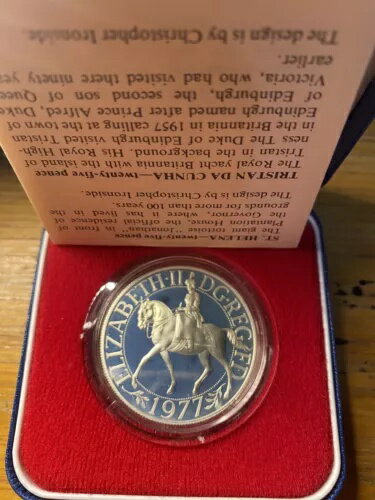 ST. HELENA—twenty-five pence
The giant tortoise "Jonathan" in front of
Plantation House, the official residence of
the Governor, where it has lived in the
grounds for more than 100 years.
The design is by Christopher Ironside.
TRISTAN DA CUNHA—twenty-five pence
The Royal yacht Britannia with the island of
Tristan in the background. His Royal High-
ness The Duke of Edinburgh visited Tristan
in the Britannia in 1957 calling at the town of
Edinburgh named after Prince Alfred, Duke
of Edinburgh, the second son of Queen
Victoria, who had visited there ninety year
earlier.
The design is by Christopher Ironside.
ELIZABETH·II D·G·REG·F·D
1977